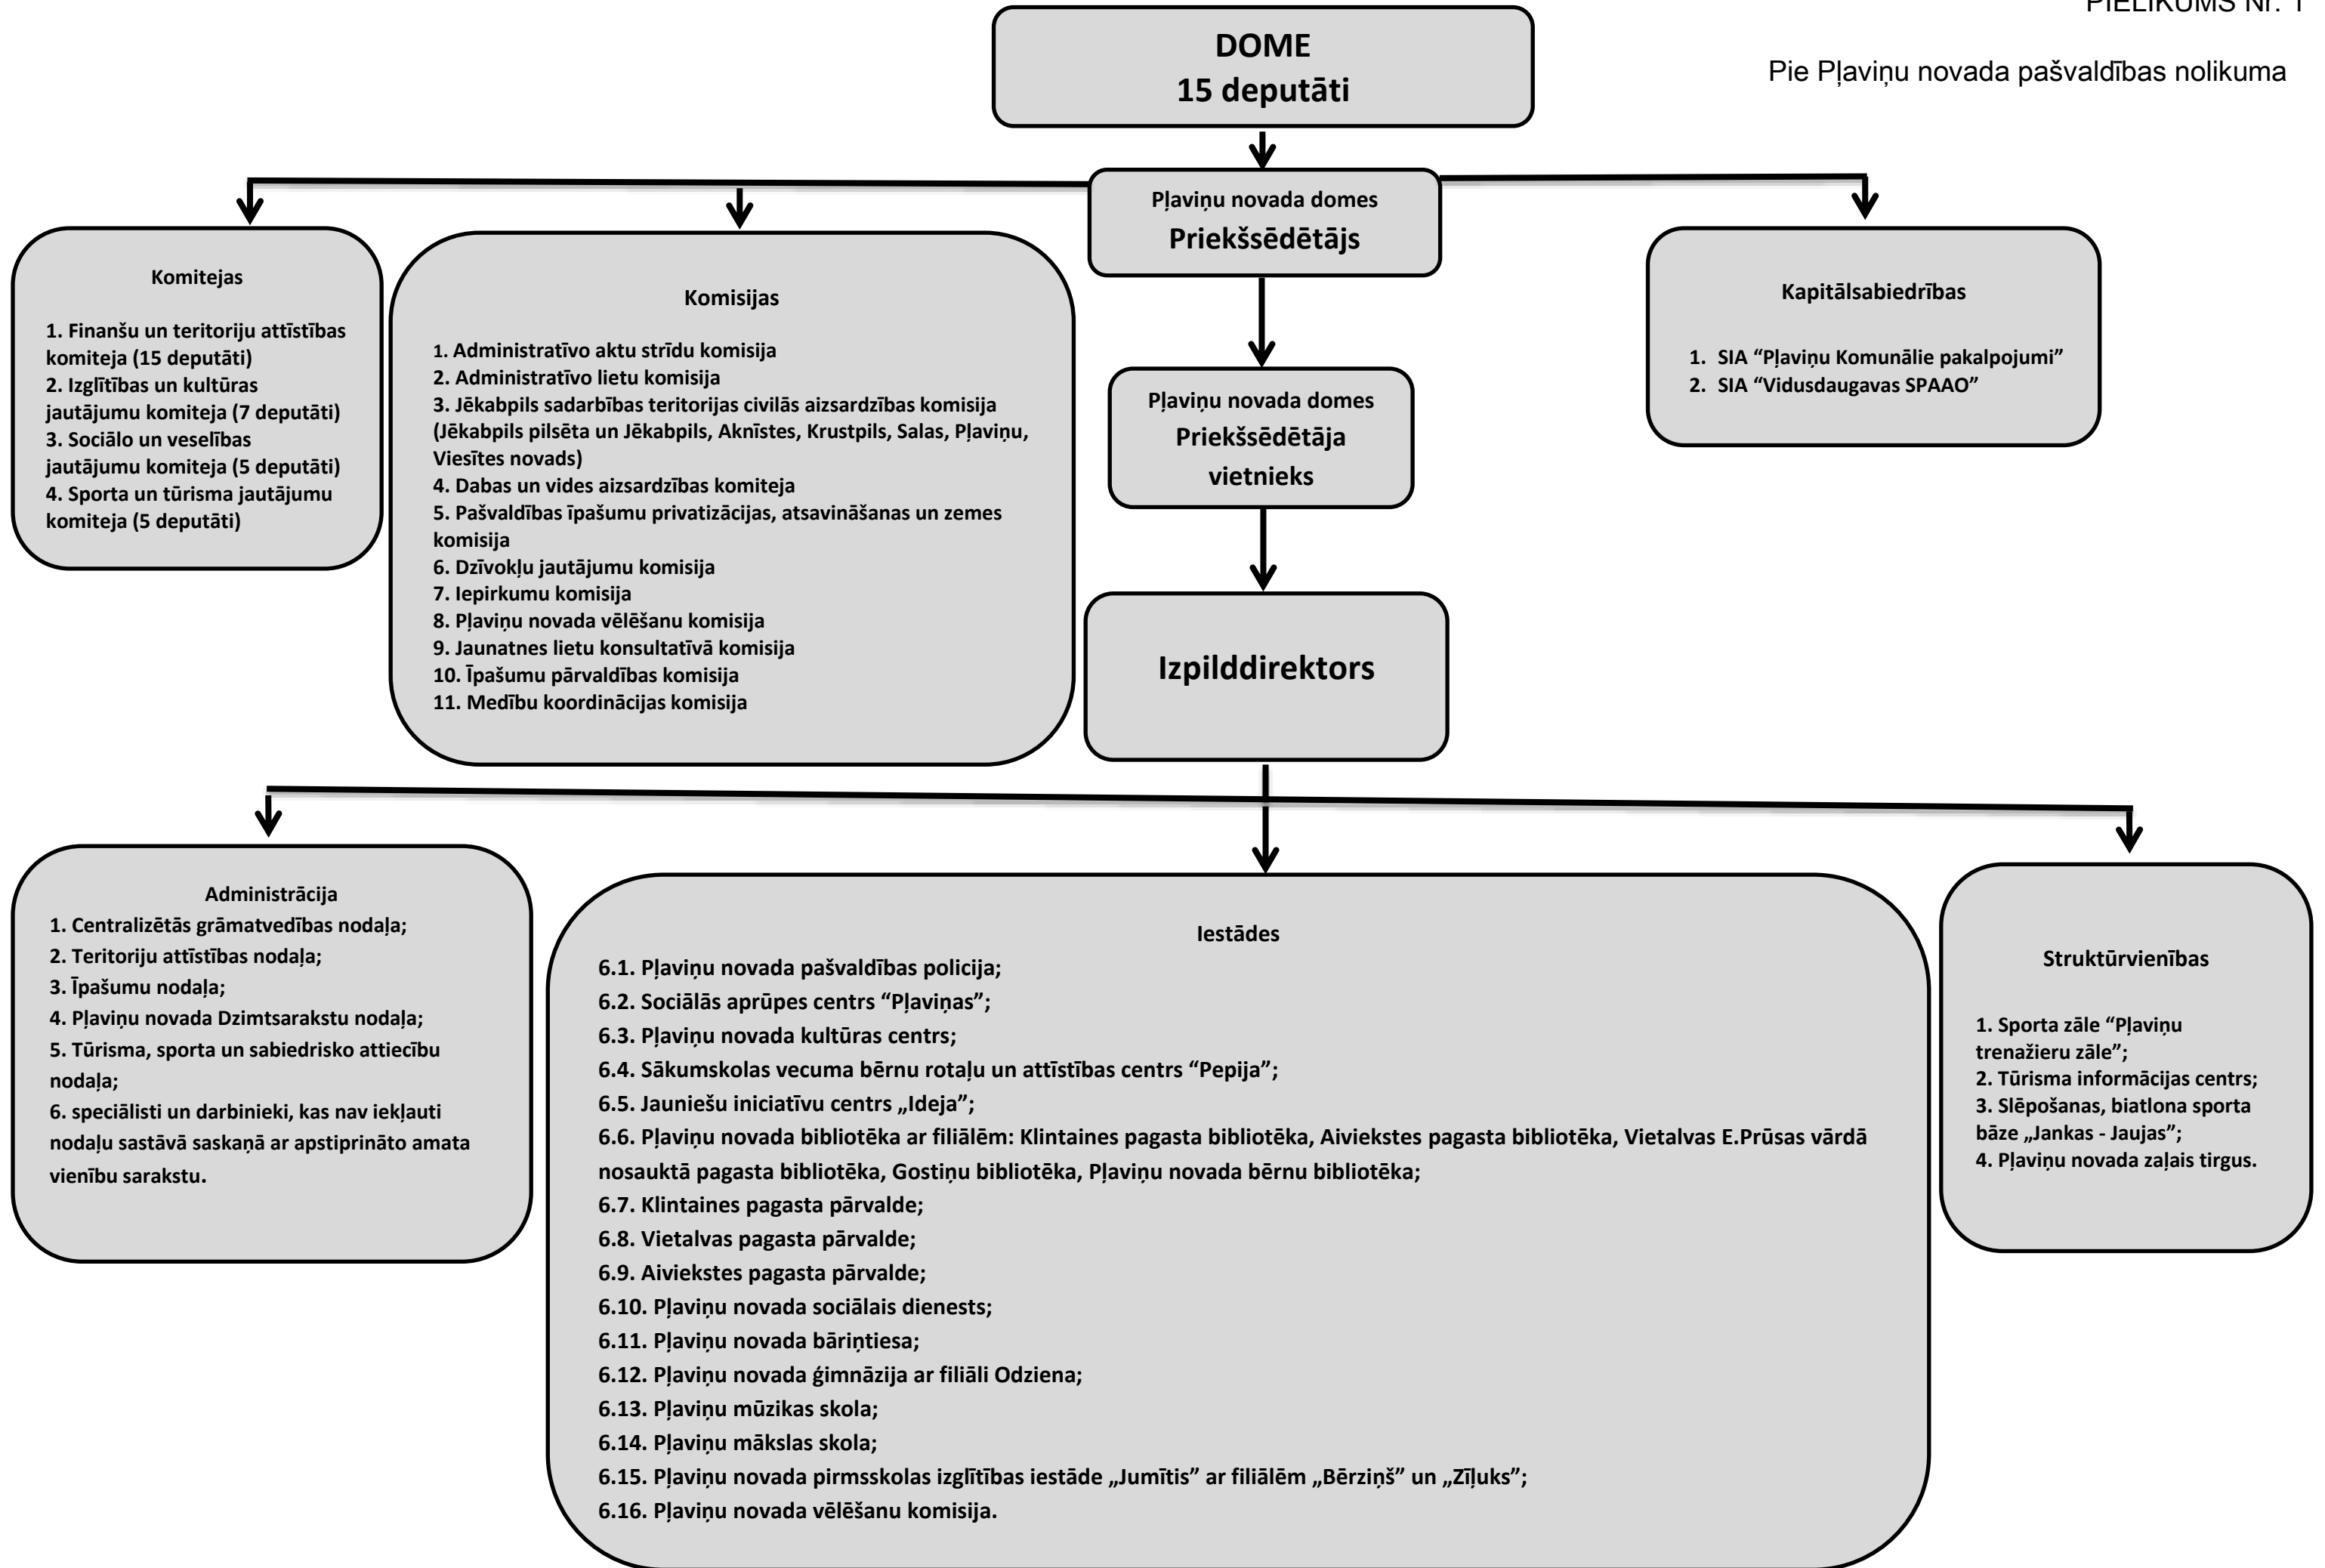 PIELIKUMS Nr. 1
Pie Pļaviņu novada pašvaldības nolikuma
DOME
15 deputāti
Pļaviņu novada domes
Priekšsēdētājs
Komitejas
1. Finanšu un teritoriju attīstības
komiteja (15 deputāti)
2. Izglītības un kultūras
jautājumu komiteja (7 deputāti)
3. Sociālo un veselības
jautājumu komiteja (5 deputāti)
4. Sporta un tūrisma jautājumu
komiteja (5 deputāti)
Komisijas
1. Administratīvo aktu strīdu komisija
2. Administratīvo lietu komisija
3. Jēkabpils sadarbības teritorijas civilās aizsardzības komisija
(Jēkabpils pilsēta un Jēkabpils, Aknīstes, Krustpils, Salas, Pļaviņu,
Viesītes novads)
4. Dabas un vides aizsardzības komiteja
5. Pašvaldības īpašumu privatizācijas, atsavināšanas un zemes
komisija
6. Dzīvokļu jautājumu komisija
7. Iepirkumu komisija
8. Pļaviņu novada vēlēšanu komisija
9. Jaunatnes lietu konsultatīvā komisija
10. Īpašumu pārvaldības komisija
11. Medību koordinācijas komisija
Kapitālsabiedrības
1. SIA “Pļaviņu Komunālie pakalpojumi”
2. SIA “Vidusdaugavas SPAAO”
Pļaviņu novada domes
Priekšsēdētāja
vietnieks
Izpilddirektors
Administrācija
1. Centralizētās grāmatvedības nodaļa;
2. Teritoriju attīstības nodaļa;
3. Īpašumu nodaļa;
4. Pļaviņu novada Dzimtsarakstu nodaļa;
5. Tūrisma, sporta un sabiedrisko attiecību
nodaļa;
6. speciālisti un darbinieki, kas nav iekļauti
nodaļu sastāvā saskaņā ar apstiprināto amata
vienību sarakstu.
Iestādes
6.1. Pļaviņu novada pašvaldības policija;
6.2. Sociālās aprūpes centrs “Pļaviņas”;
6.3. Pļaviņu novada kultūras centrs;
6.4. Sākumskolas vecuma bērnu rotaļu un attīstības centrs “Pepija”;
6.5. Jauniešu iniciatīvu centrs „Ideja”;
6.6. Pļaviņu novada bibliotēka ar filiālēm: Klintaines pagasta bibliotēka, Aiviekstes pagasta bibliotēka, Vietalvas E.Prūsas vārdā
nosauktā pagasta bibliotēka, Gostiņu bibliotēka, Pļaviņu novada bērnu bibliotēka;
6.7. Klintaines pagasta pārvalde;
6.8. Vietalvas pagasta pārvalde;
6.9. Aiviekstes pagasta pārvalde;
6.10. Pļaviņu novada sociālais dienests;
6.11. Pļaviņu novada bāriņtiesa;
6.12. Pļaviņu novada ģimnāzija ar filiāli Odziena;
6.13. Pļaviņu mūzikas skola;
6.14. Pļaviņu mākslas skola;
6.15. Pļaviņu novada pirmsskolas izglītības iestāde „Jumītis” ar filiālēm „Bērziņš” un „Zīļuks”;
6.16. Pļaviņu novada vēlēšanu komisija.
Struktūrvienības
1. Sporta zāle “Pļaviņu
trenažieru zāle”;
2. Tūrisma informācijas centrs;
3. Slēpošanas, biatlona sporta
bāze „Jankas - Jaujas”;
4. Pļaviņu novada zaļais tirgus.